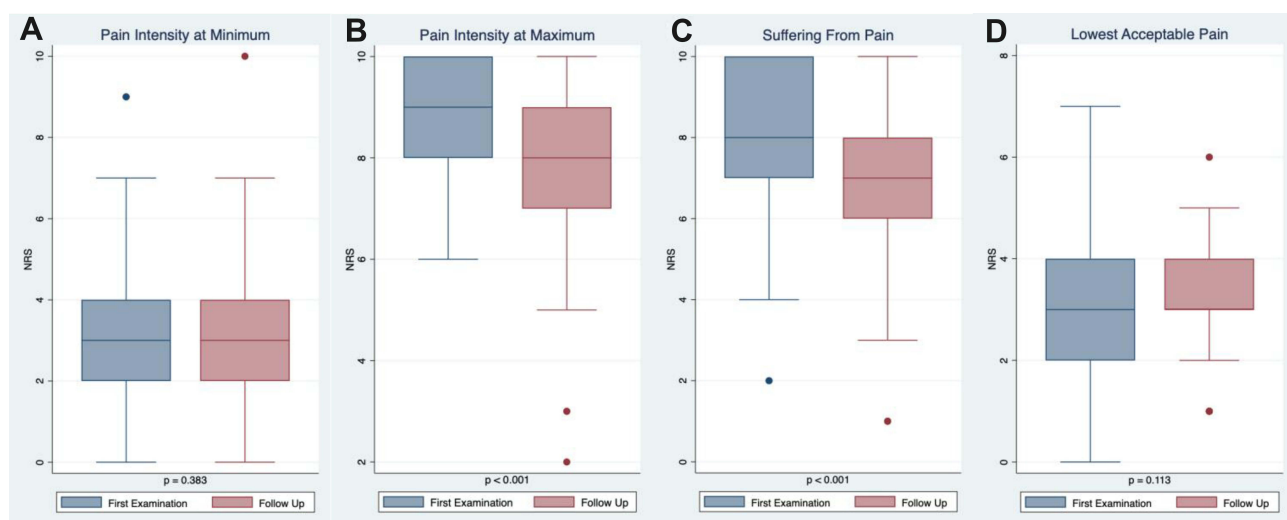 A
Pain Intensity at Minimum
NRS
10
8
6
4
2
0
p = 0.383
First Examination
Follow Up
B
Pain Intensity at Maximum
NRS
10
8
6
4
2
p < 0.001
First Examination
Follow Up
C
Suffering From Pain
NRS
10
8
6
4
2
0
p < 0.001
First Examination
Follow Up
D
Lowest Acceptable Pain
NRS
8
6
4
2
0
p = 0.113
First Examination
Follow Up